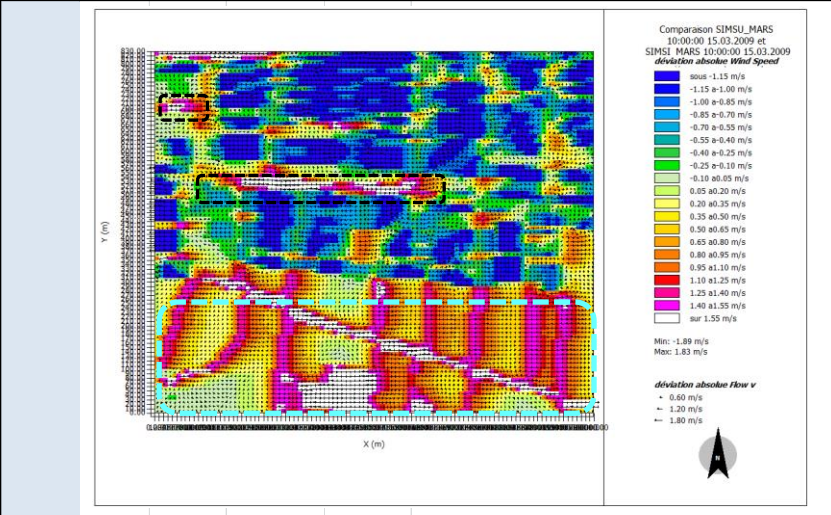 Comparaison SIMSU_MARS
10:00:00 15.03.2009 et
SIMSI_MARS 10:00:00 15.03.2009
déviation absolue Wind Speed
sous -1.15 m/s
-1.15 a-1.00 m/s
-1.00 a-0.85 m/s
-0.85 a-0.70 m/s
-0.70 a-0.55 m/s
-0.55 a-0.40 m/s
-0.40 a-0.25 m/s
-0.25 a-0.10 m/s
-0.10 a0.05 m/s
0.05 a0.20 m/s
0.20 a0.35 m/s
0.35 a0.50 m/s
0.50 a0.65 m/s
0.65 a0.80 m/s
0.80 a0.95 m/s
0.95 a1.10 m/s
1.10 a1.25 m/s
1.25 a1.40 m/s
1.40 a1.55 m/s
sur 1.55 m/s
Min: -1.89 m/s
Max: 1.83 m/s
déviation absolue Flow v
0.60 m/s
1.20 m/s
1.80 m/s
N
Y (m)
X (m)